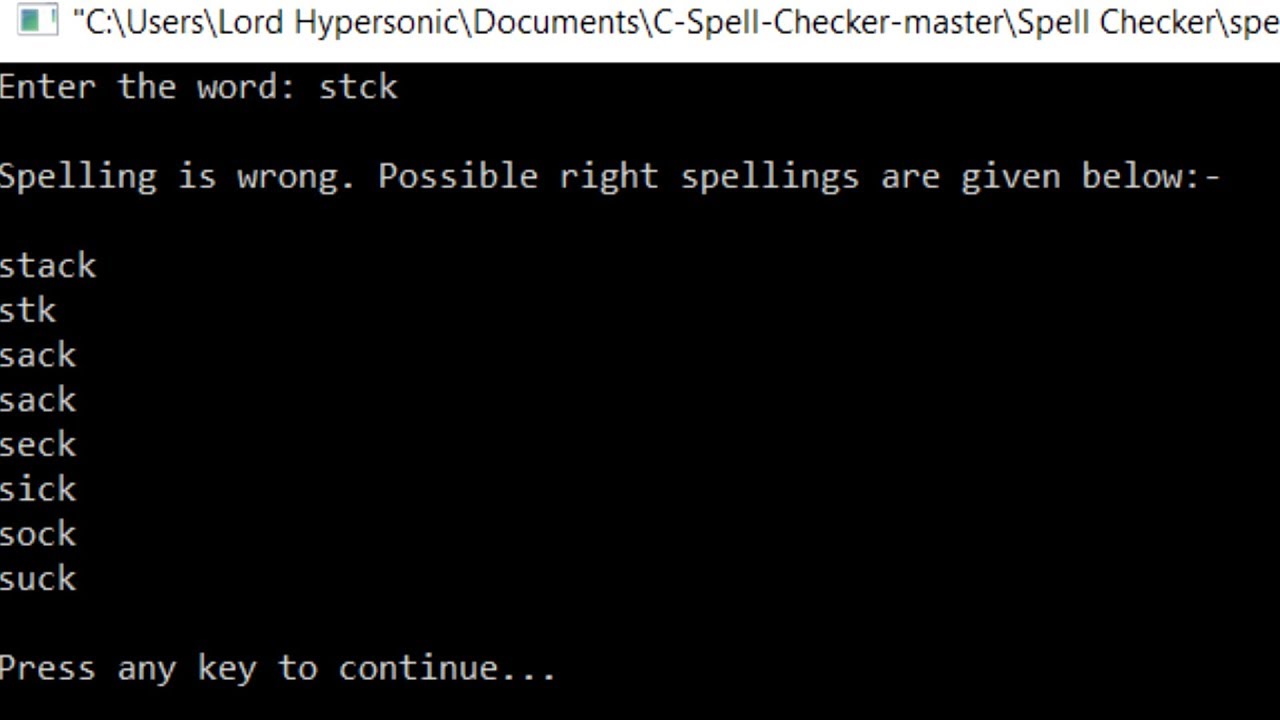 "C:\Users\Lord Hypersonic\Documents\C-Spell-Checker-master\Spell Checker\spe
Enter the word: stck
Spelling is wrong. Possible right spellings are given below:-
stack
stk
sack
sack
seck
sick
sock
suck
Press any key to continue...